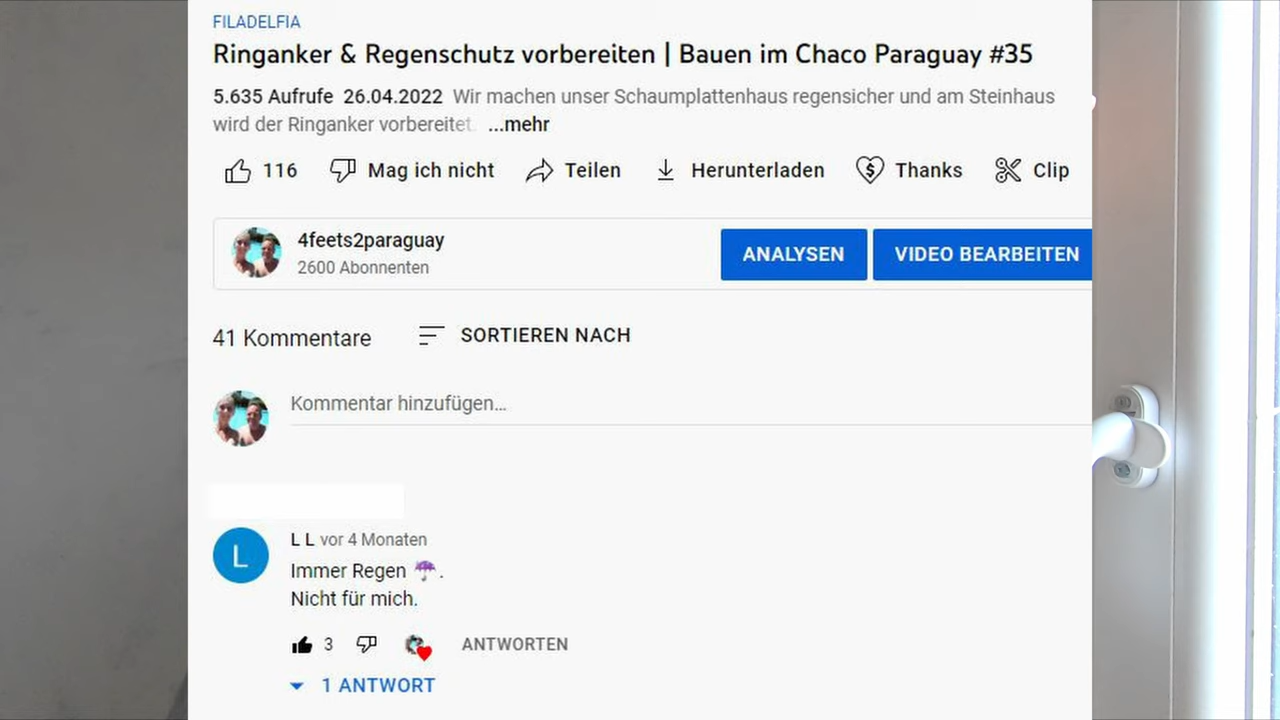 FILADELFIA
Ringanker & Regenschutz vorbereiten | Bauen im Chaco Paraguay #35
5.635 Aufrufe 26.04.2022 Wir machen unser Schaumplattenhaus regensicher und am Steinhaus
wird der Ringanker vorbereitet. ...mehr
116 Mag ich nicht Teilen Herunterladen Thanks Clip
4feets2paraguay
2600 Abonnenten
ANALYSEN VIDEO BEARBEITEN
41 Kommentare SORTIEREN NACH
Kommentar hinzufügen...
L
L L vor 4 Monaten
Immer Regen ☂.
Nicht für mich.
3 ANTWORTEN
1 ANTWORT